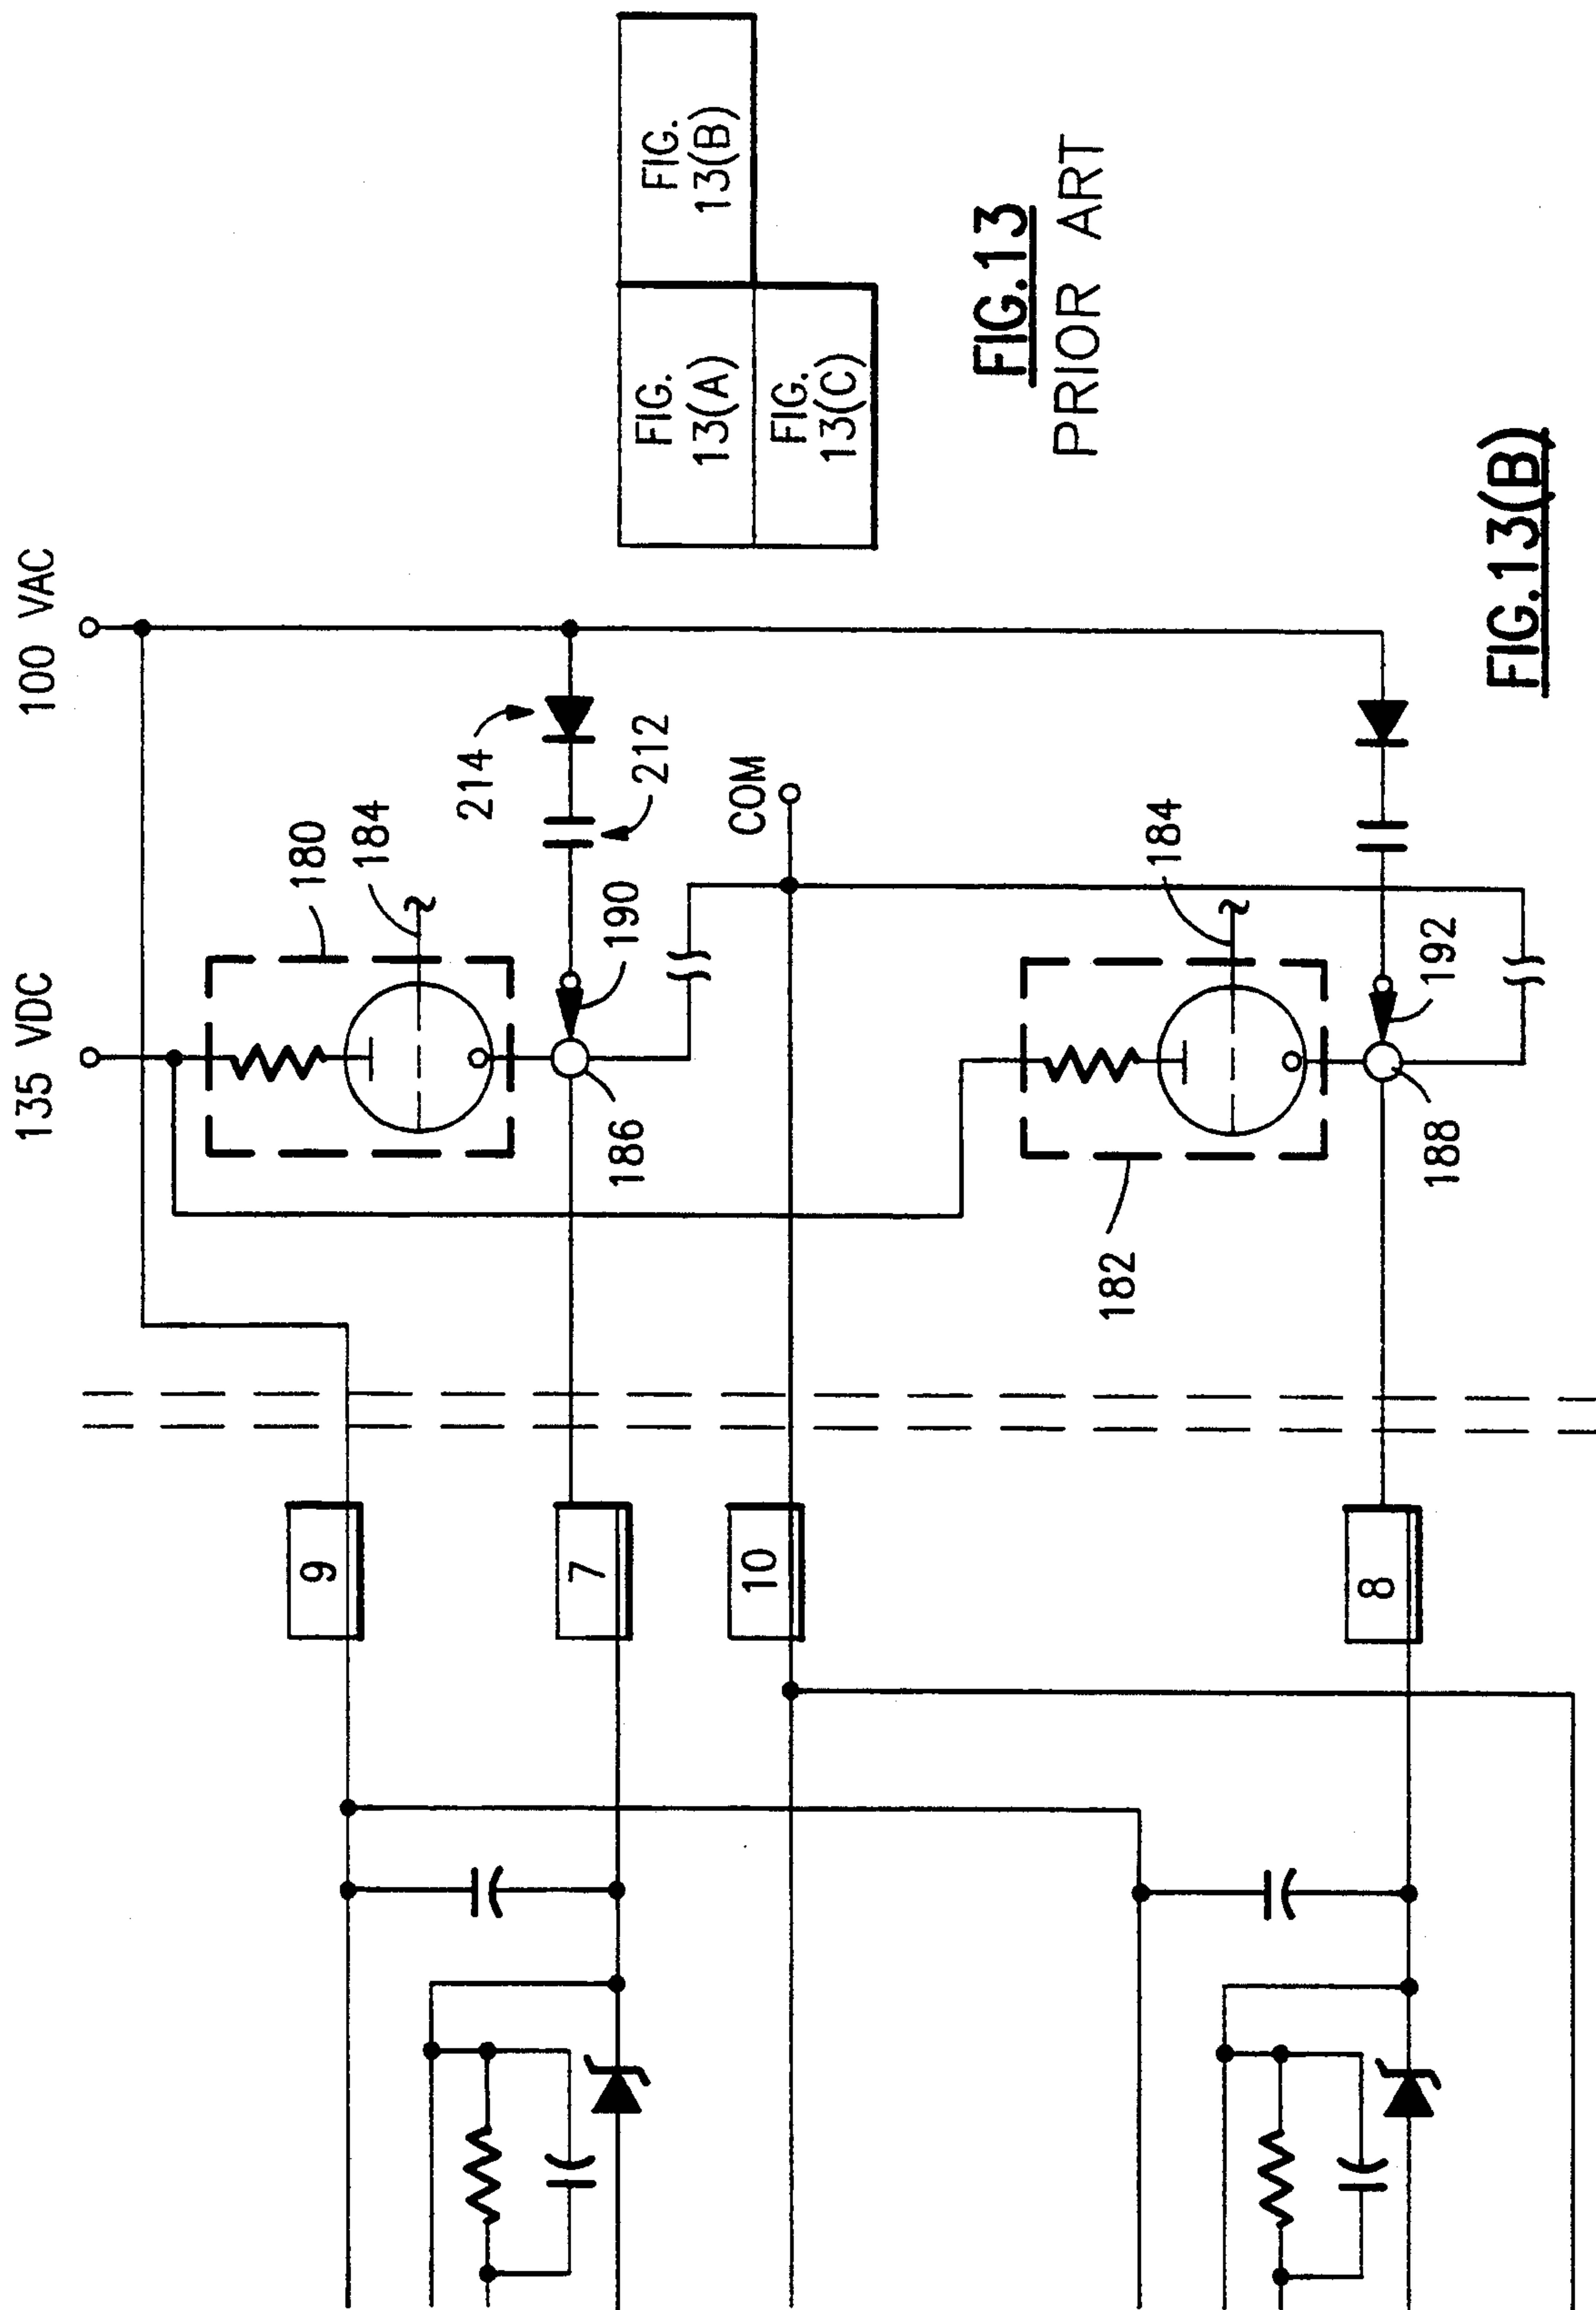 135 VDC
100 VAC
180
184
214
212
190
186
COM
9
7
10
8
182
184
192
188
FIG.
13(A)
FIG.
13(B)
FIG.
13(C)
FIG.13
PRIOR ART
FIG.13(B)